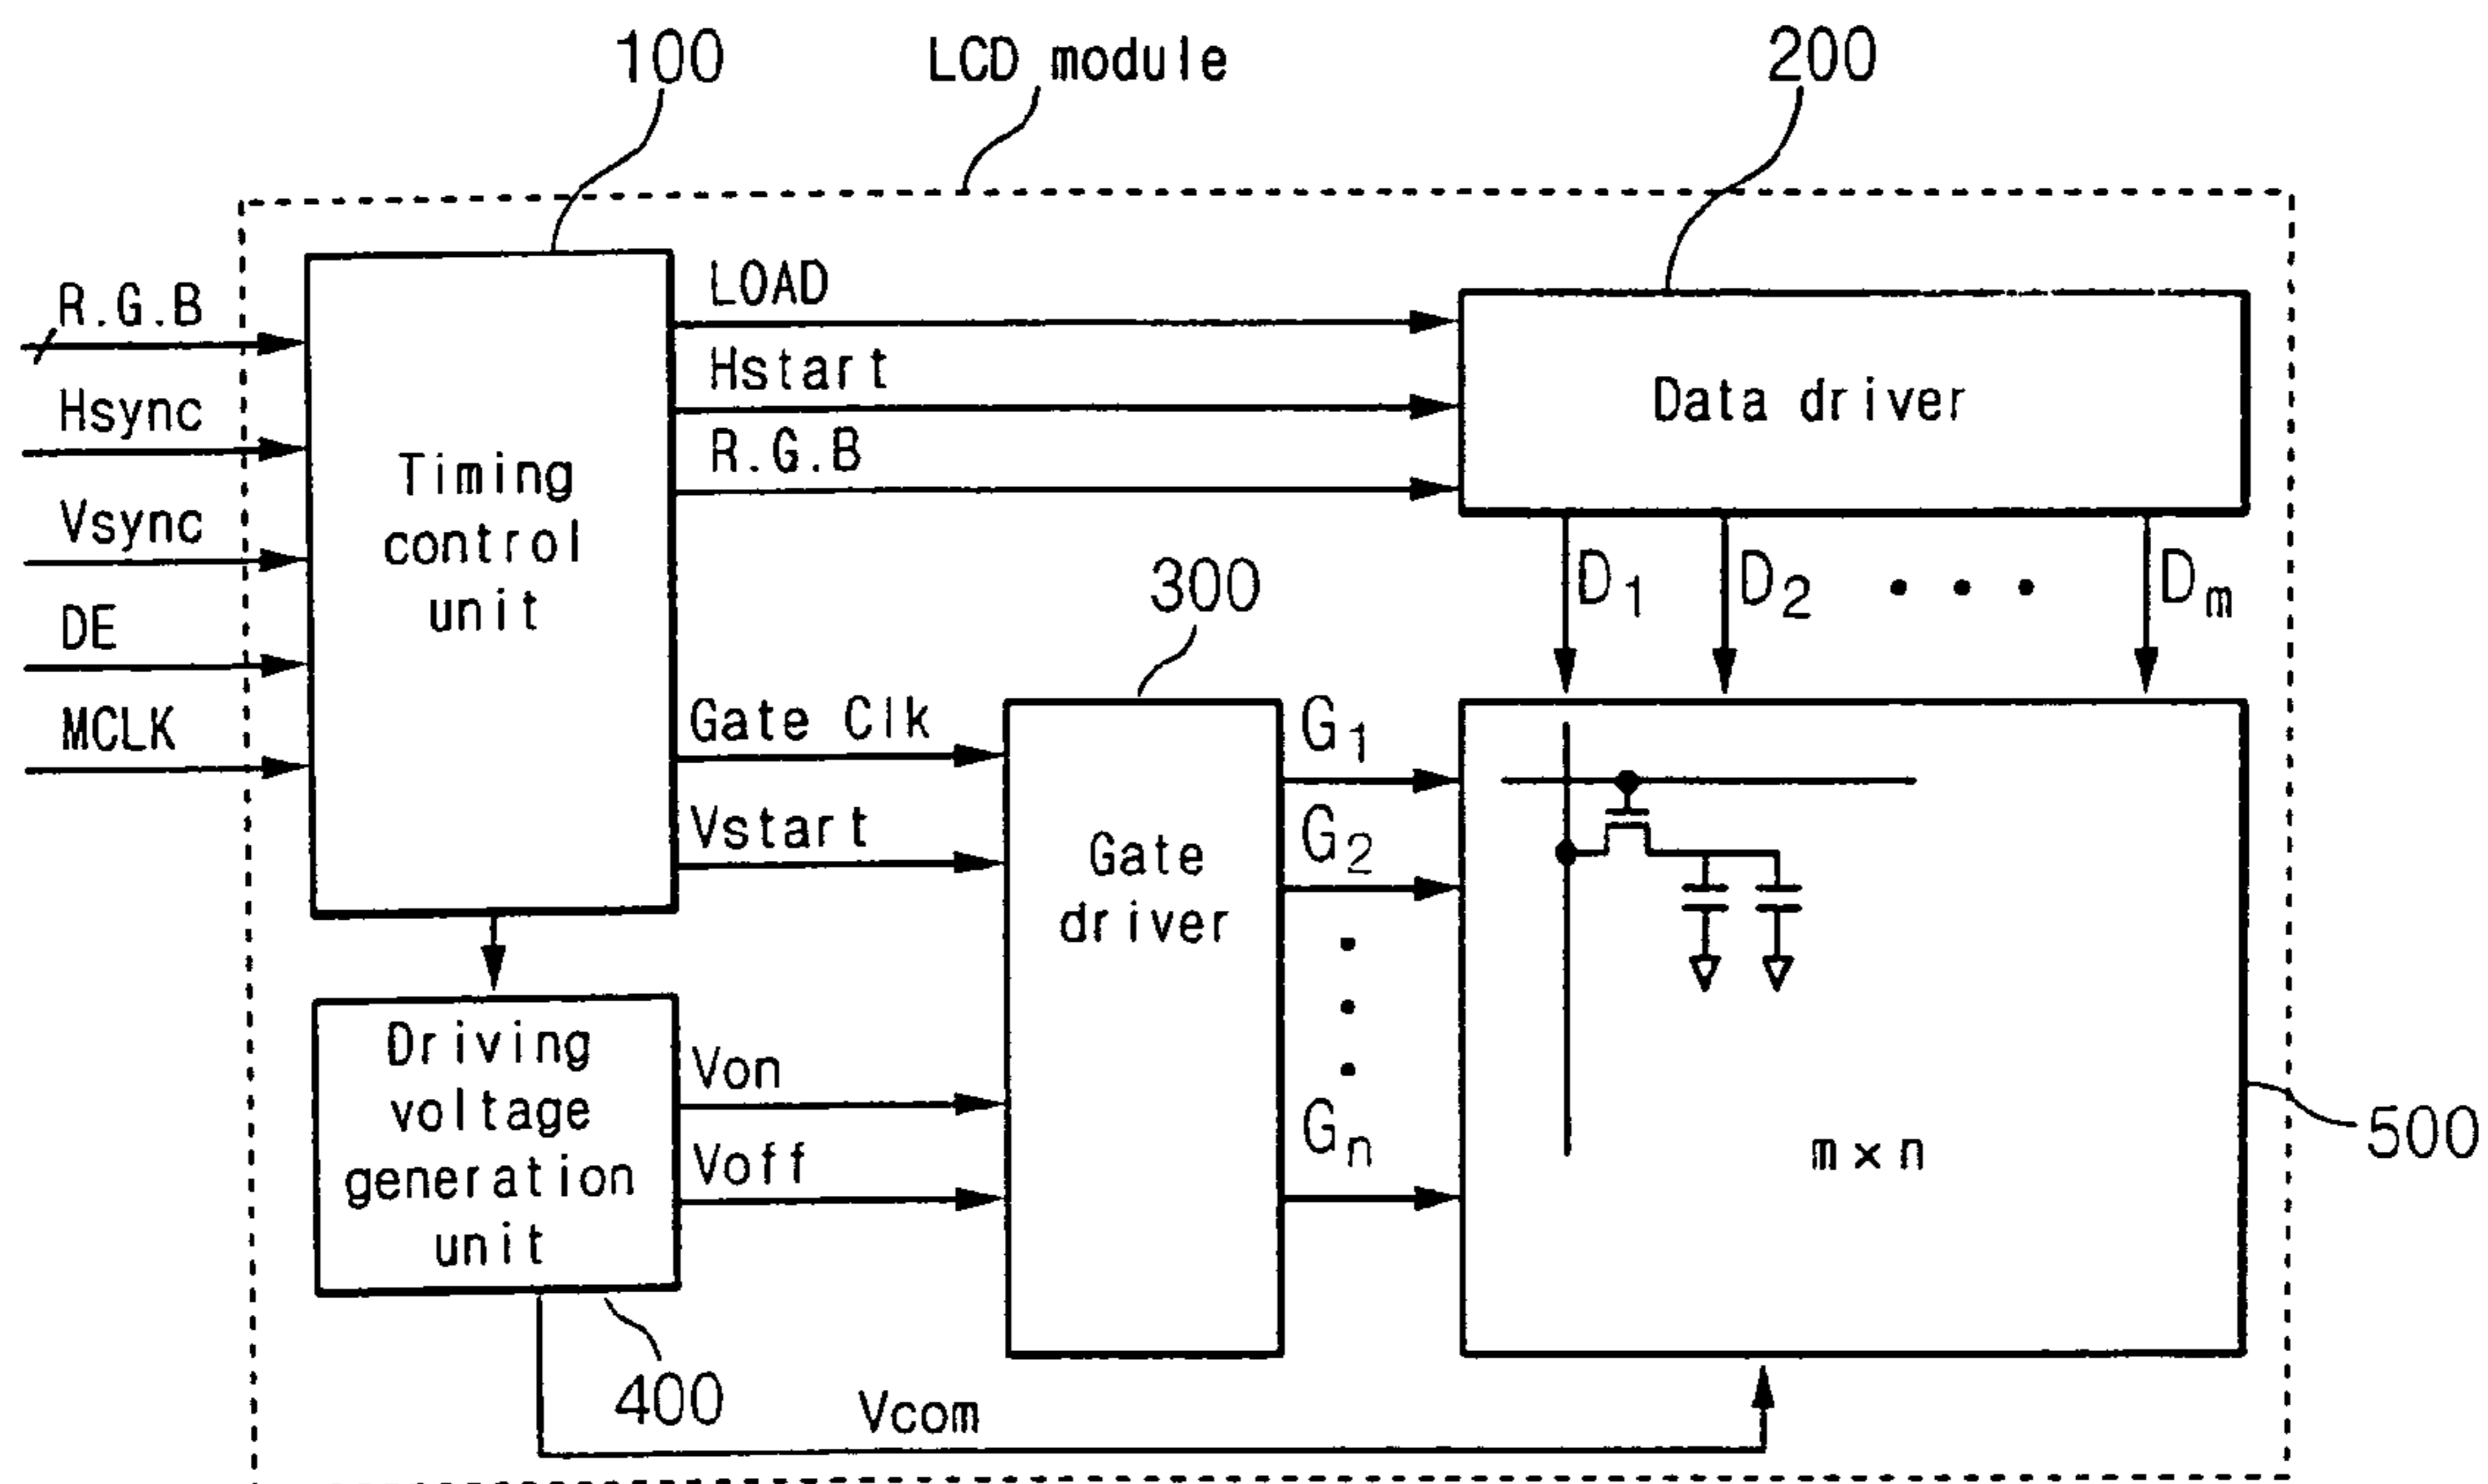 100
LCD module
200
R.G.B
Hsync
Vsync
DE
MCLK
Timing
control
unit
LOAD
Hstart
R.G.B
Data driver
D1
D2
Dm
300
Gate Clk
Vstart
Gate
driver
G1
G2
Gn
Driving
voltage
generation
unit
Von
Voff
m×n
500
400
Vcom